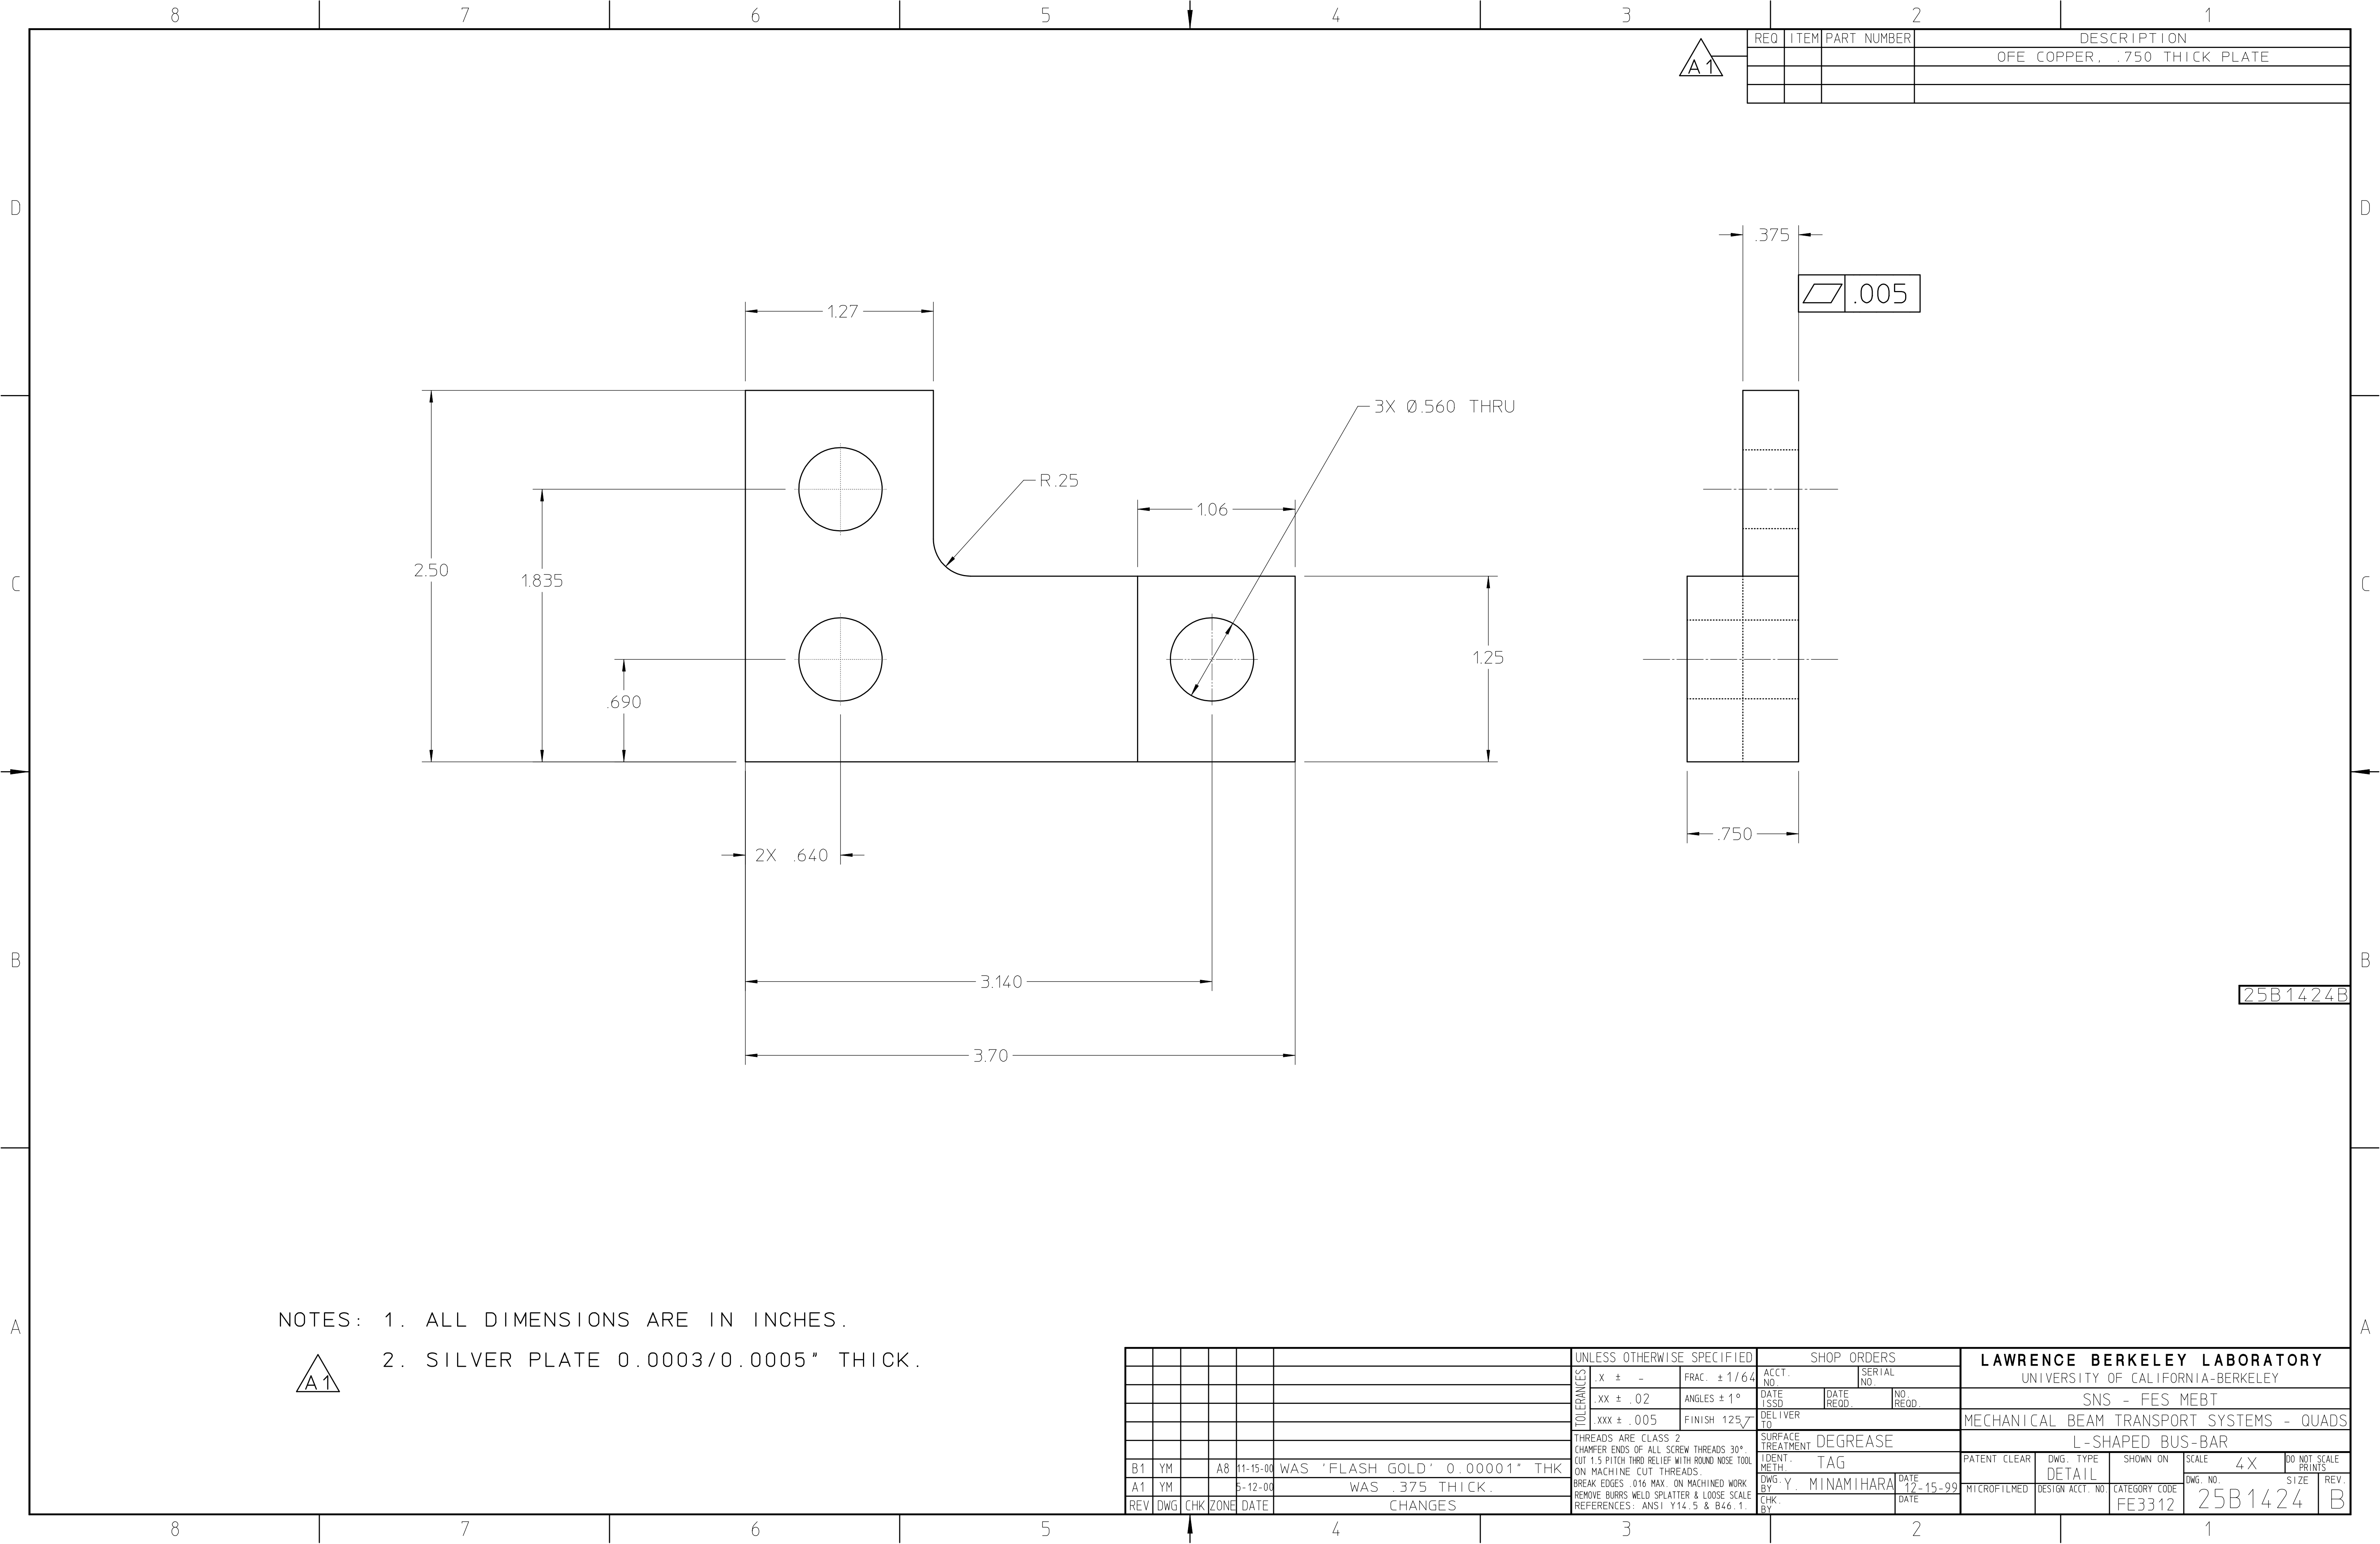 8 7 6 5 4 3 2 1
REQ ITEM PART NUMBER DESCRIPTION
OFE COPPER, .750 THICK PLATE
A1
D D
.375
.005
1.27
3X Ø.560 THRU
R.25
1.06
2.50
1.835
C C
1.25
.690
.750
2X .640
B B
3.140
25B1424B
3.70
NOTES: 1. ALL DIMENSIONS ARE IN INCHES.
A A
2. SILVER PLATE 0.0003/0.0005" THICK.
A1
B1 YM A8 11-15-00 WAS 'FLASH GOLD' 0.00001" THK
A1 YM 5-12-00 WAS .375 THICK.
REV DWG CHK ZONE DATE CHANGES
UNLESS OTHERWISE SPECIFIED
TOLERANCES
.X ± - FRAC. ±1/64
.XX ± .02 ANGLES ±1°
.XXX ± .005 FINISH 125
THREADS ARE CLASS 2
CHAMFER ENDS OF ALL SCREW THREADS 30°.
CUT 1.5 PITCH THRD RELIEF WITH ROUND NOSE TOOL
ON MACHINE CUT THREADS.
BREAK EDGES .016 MAX. ON MACHINED WORK
REMOVE BURRS WELD SPLATTER & LOOSE SCALE
REFERENCES: ANSI Y14.5 & B46.1.
SHOP ORDERS
ACCT. NO. SERIAL NO.
DATE ISSD DATE REQD. NO. REQD.
DELIVER TO
SURFACE TREATMENT DEGREASE
IDENT. METH. TAG
DWG. BY Y. MINAMIHARA DATE 12-15-99
CHK. BY DATE
LAWRENCE BERKELEY LABORATORY
UNIVERSITY OF CALIFORNIA-BERKELEY
SNS - FES MEBT
MECHANICAL BEAM TRANSPORT SYSTEMS - QUADS
L-SHAPED BUS-BAR
PATENT CLEAR DWG. TYPE DETAIL SHOWN ON SCALE 4X DO NOT SCALE PRINTS
MICROFILMED DESIGN ACCT. NO. CATEGORY CODE FE3312 DWG. NO. 25B1424 SIZE REV. B
8 7 6 5 4 3 2 1